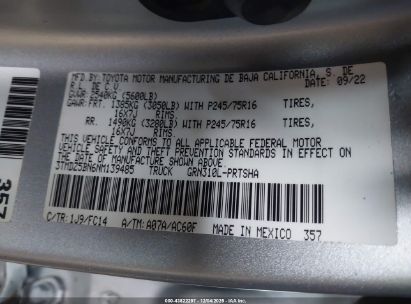 MFD.BY:TOYOTA MOTOR MANUFACTURING DE BAJA CALIFORNIA, S. DE
R.L. DE C.V. DATE: 09/22
GVWR 2540KG (5600LB)
GAWR:FRT. 1385KG (3050LB) WITH P245/75R16 TIRES,
16X7J RIMS.
RR. 1490KG (3280LB) WITH P245/75R16 TIRES,
16X7J RIMS.
THIS VEHICLE CONFORMS TO ALL APPLICABLE FEDERAL MOTOR
VEHICLE SAFETY AND THEFT PREVENTION STANDARDS IN EFFECT ON
THE DATE OF MANUFACTURE SHOWN ABOVE.
3TMDZ5BN6NM139485 TRUCK GRN310L-PRTSHA
C/TR: 1J9/FC14 A/TM: A07A/AC60F MADE IN MEXICO 357
357